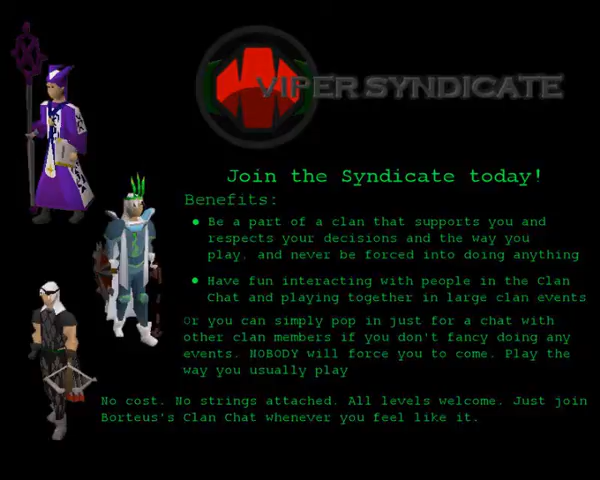 VIPER SYNDICATE
Join the Syndicate today!
Benefits:
Be a part of a clan that supports you and
respects your decisions and the way you
play, and never be forced into doing anything
Have fun interacting with people in the Clan
Chat and playing together in large clan events
Or you can simply pop in just for a chat with
other clan members if you don't fancy doing any
events. NOBODY will force you to come. Play the
way you usually play
No cost. No strings attached. All levels welcome. Just join
Borteus's Clan Chat whenever you feel like it.